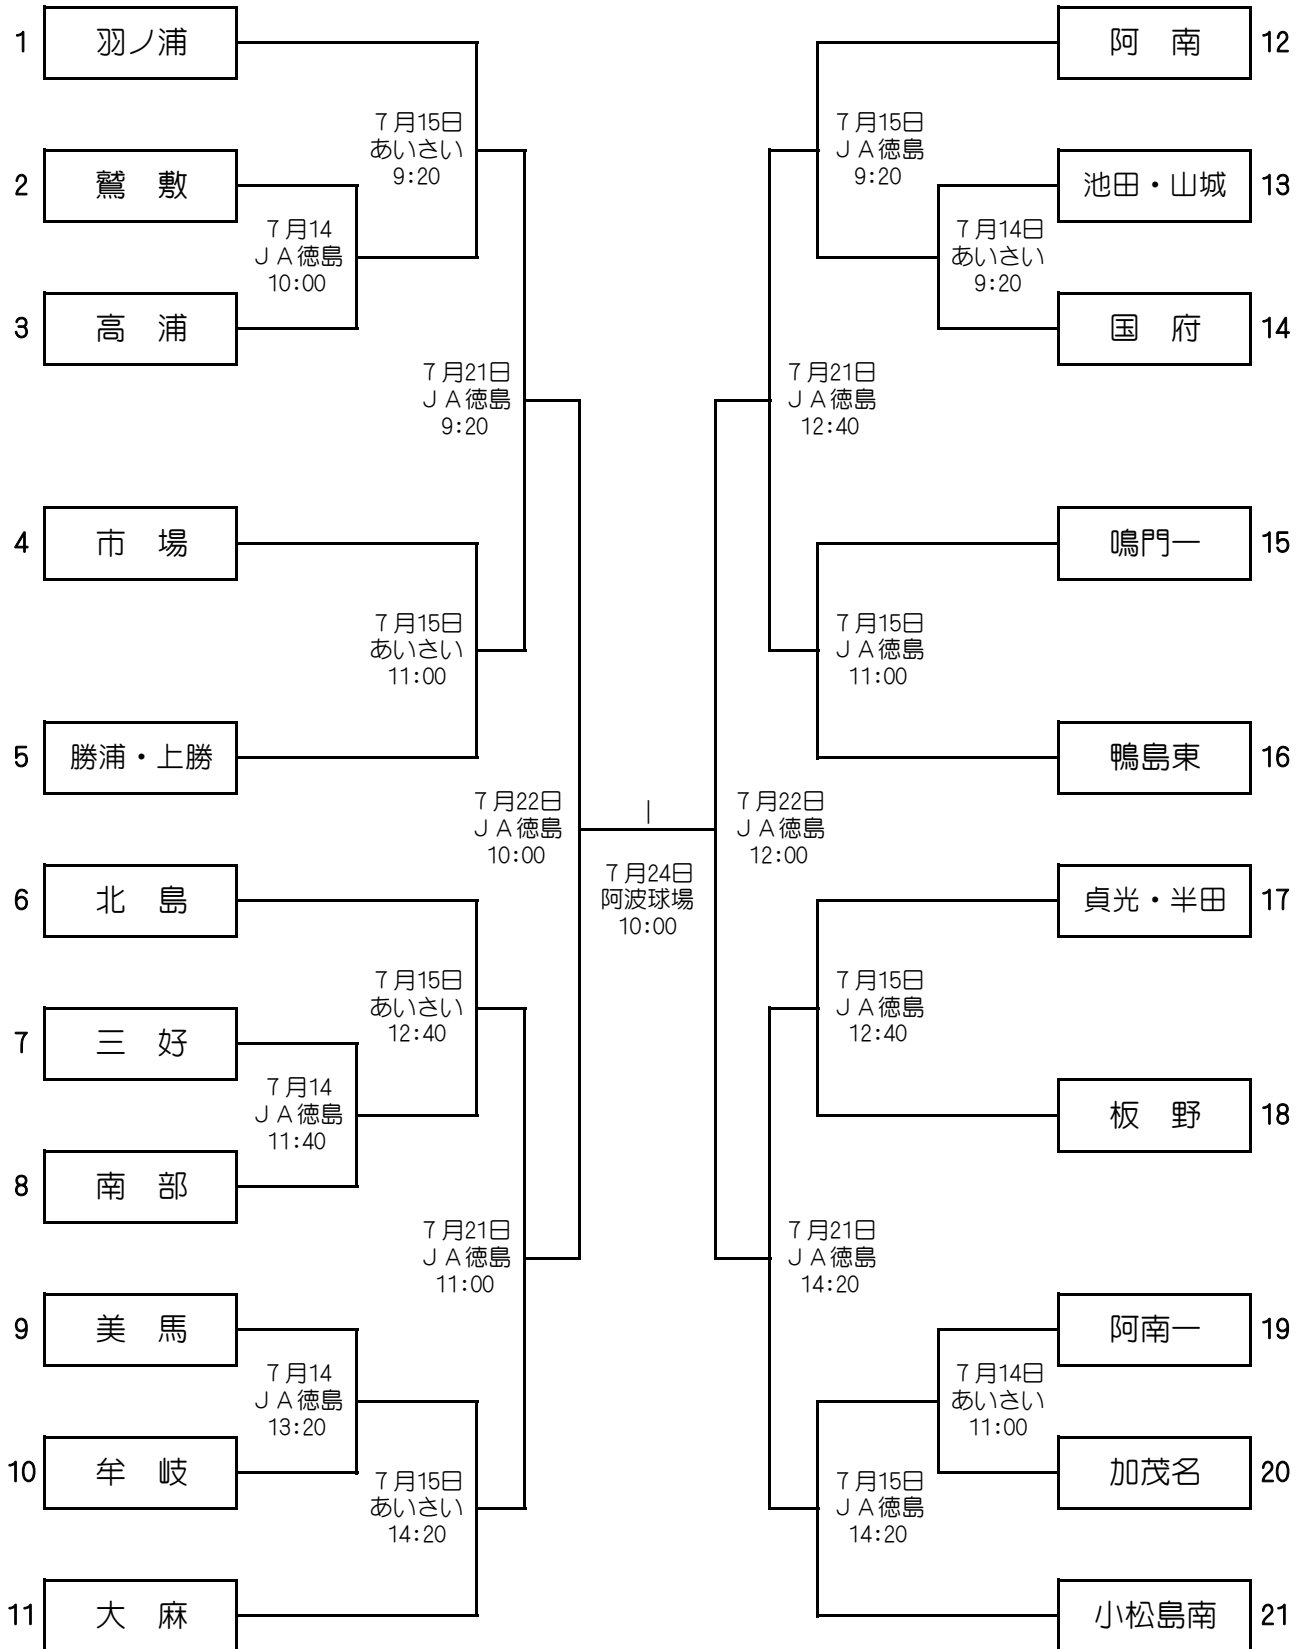 1 羽ノ浦
7月15日
あいさい
9:20
2 鷲 敷
7月14
ＪＡ徳島
10:00
3 高 浦
7月21日
ＪＡ徳島
9:20
4 市 場
7月15日
あいさい
11:00
5 勝浦・上勝
7月22日
ＪＡ徳島
10:00
6 北 島
7月15日
あいさい
12:40
7 三 好
7月14
ＪＡ徳島
11:40
8 南 部
7月21日
ＪＡ徳島
11:00
9 美 馬
7月14
ＪＡ徳島
13:20
10 牟 岐
7月15日
あいさい
14:20
11 大 麻
7月24日
阿波球場
10:00
阿 南 12
7月15日
ＪＡ徳島
9:20
池田・山城 13
7月14日
あいさい
9:20
国 府 14
7月21日
ＪＡ徳島
12:40
鳴門一 15
7月15日
ＪＡ徳島
11:00
鴨島東 16
7月22日
ＪＡ徳島
12:00
貞光・半田 17
7月15日
ＪＡ徳島
12:40
板 野 18
7月21日
ＪＡ徳島
14:20
阿南一 19
7月14日
あいさい
11:00
加茂名 20
7月15日
ＪＡ徳島
14:20
小松島南 21